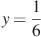 y = 1/6